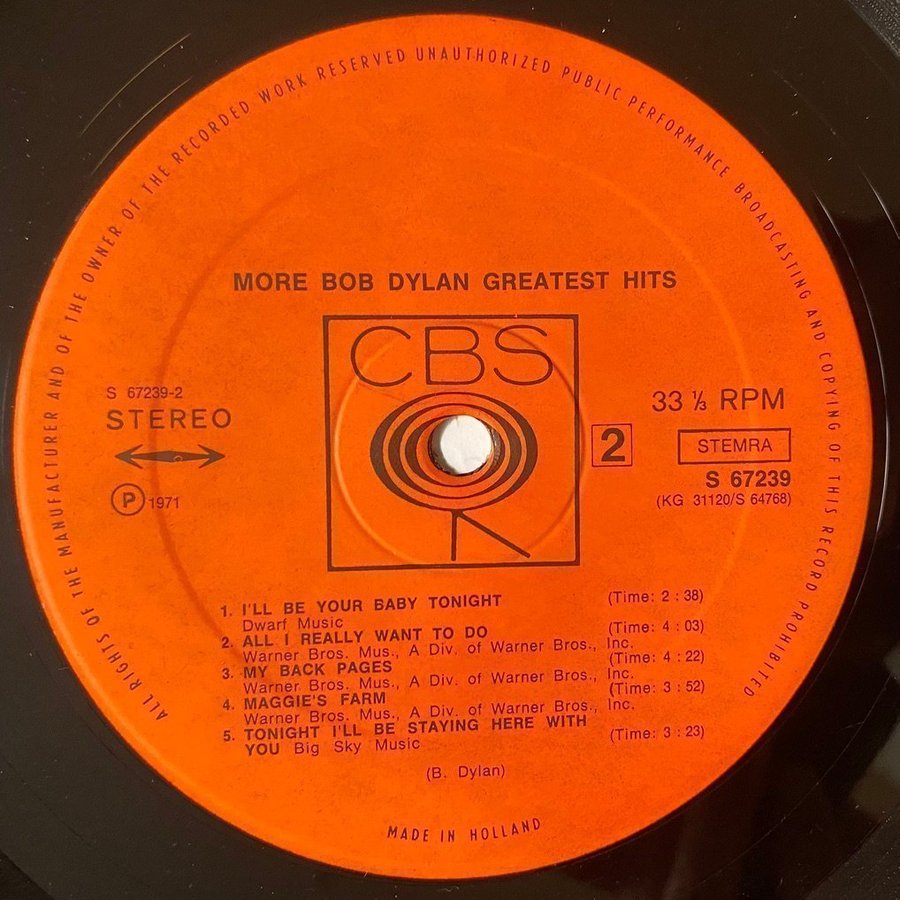 ALL RIGHTS OF THE MANUFACTURER AND OF THE OWNER OF THE RECORDED WORK RESERVED UNAUTHORIZED PUBLIC PERFORMANCE BROADCASTING AND COPYING OF THIS RECORD PROHIBITED
MORE BOB DYLAN GREATEST HITS
CBS
S 67239-2
STEREO
P 1971
33 ⅓ RPM
2
STEMRA
S 67239
(KG 31120/S 64768)
1. I'LL BE YOUR BABY TONIGHT (Time: 2 : 38)
Dwarf Music
2. ALL I REALLY WANT TO DO (Time: 4 : 03)
Warner Bros. Mus., A Div. of Warner Bros., Inc.
3. MY BACK PAGES (Time: 4 : 22)
Warner Bros. Mus., A Div. of Warner Bros., Inc.
4. MAGGIE'S FARM (Time: 3 : 52)
Warner Bros. Mus., A Div. of Warner Bros., Inc.
5. TONIGHT I'LL BE STAYING HERE WITH (Time: 3 : 23)
YOU Big Sky Music
(B. Dylan)
MADE IN HOLLAND